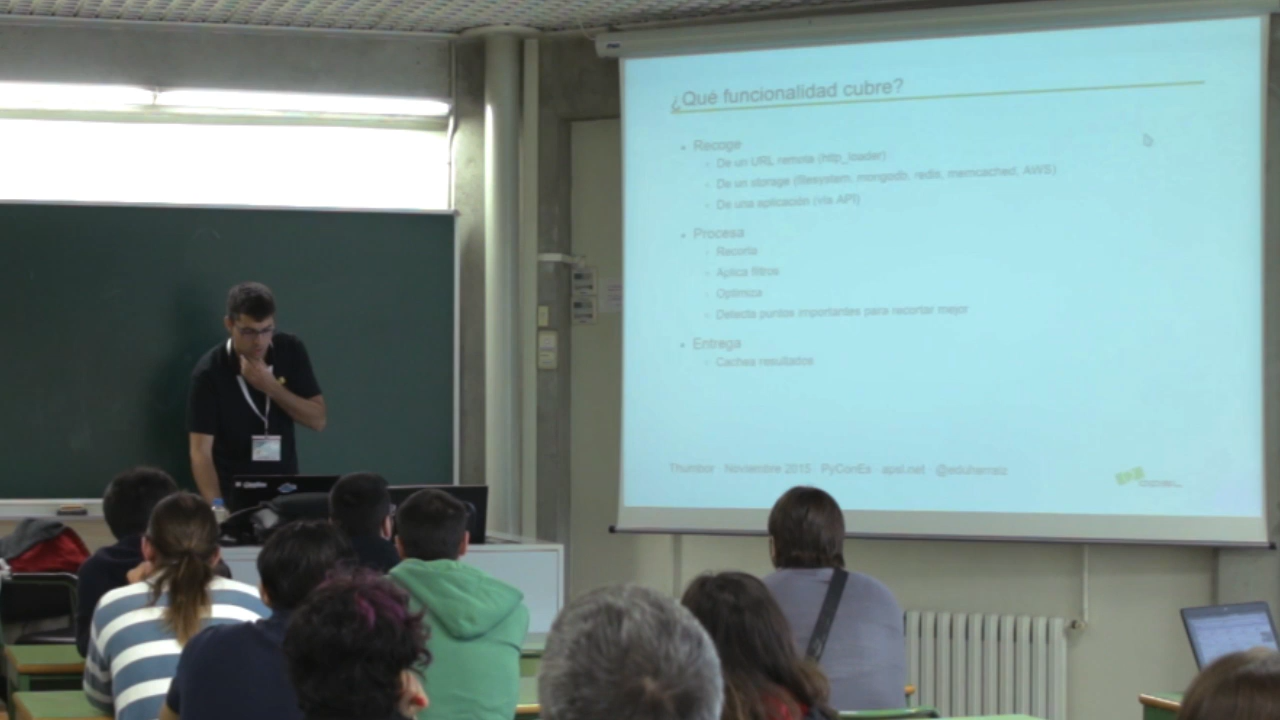 ¿Qué funcionalidad cubre?
• Recoge
◦ De un URL remota (http_loader)
◦ De un storage (filesystem, mongodb, redis, memcached, AWS)
◦ De una aplicación (via API)
• Procesa
◦ Recorta
◦ Aplica filtros
◦ Optimiza
◦ Detecta puntos importantes para recortar mejor
• Entrega
◦ Cachea resultados
Thumbor · Noviembre 2015 · PyConEs · apsl.net · @eduherraiz